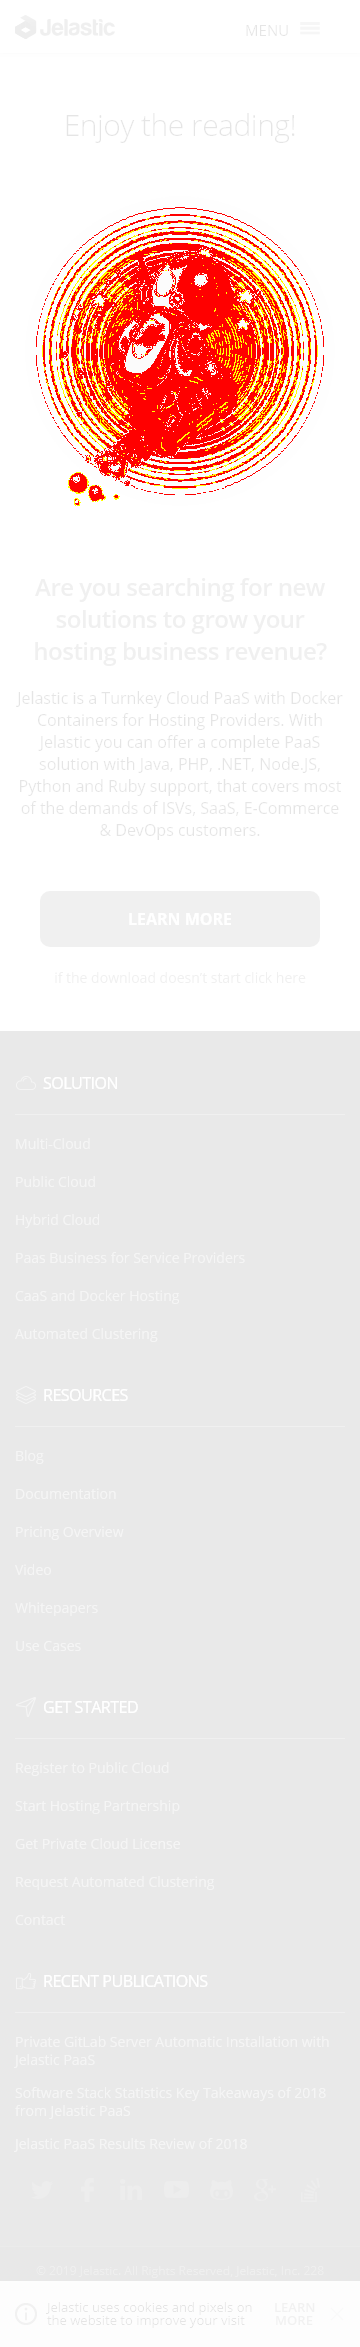 Jelastic
MENU
Enjoy the reading!
Are you searching for new
solutions to grow your
hosting business revenue?
Jelastic is a Turnkey Cloud PaaS with Docker
Containers for Hosting Providers. With
Jelastic you can offer a complete PaaS
solution with Java, PHP, .NET, Node.JS,
Python and Ruby support, that covers most
of the demands of ISVs, SaaS, E-Commerce
& DevOps customers.
LEARN MORE
if the download doesn't start click here
SOLUTION
Multi-Cloud
Public Cloud
Hybrid Cloud
Paas Business for Service Providers
CaaS and Docker Hosting
Automated Clustering
RESOURCES
Blog
Documentation
Pricing Overview
Video
Whitepapers
Use Cases
GET STARTED
Register to Public Cloud
Start Hosting Partnership
Get Private Cloud License
Request Automated Clustering
Contact
RECENT PUBLICATIONS
Private GitLab Server Automatic Installation with
Jelastic PaaS
Software Stack Statistics Key Takeaways of 2018
from Jelastic PaaS
Jelastic PaaS Results Review of 2018
© 2019 Jelastic. All Rights Reserved. Jelastic, Inc.
Jelastic uses cookies and pixels on
the website to improve your visit
LEARN
MORE